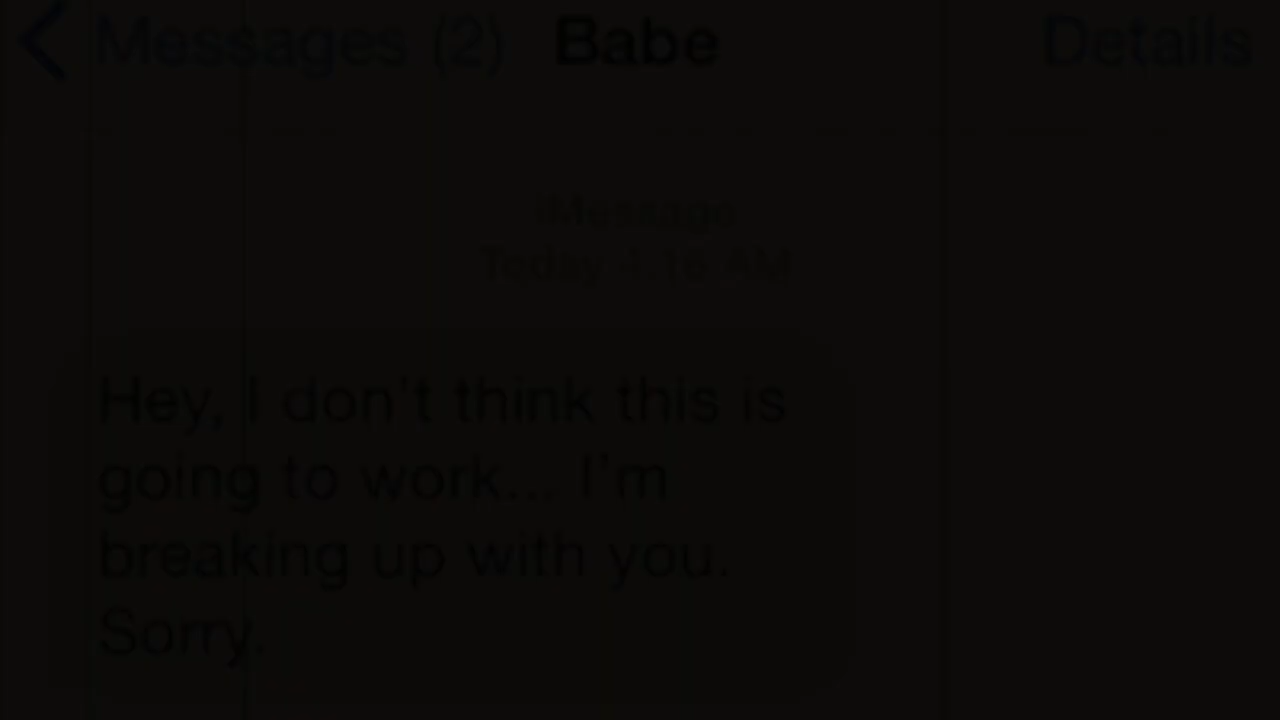 Messages (2) Babe Details
iMessage
Today 4:16 AM
Hey, I don't think this is
going to work... I'm
breaking up with you.
Sorry.